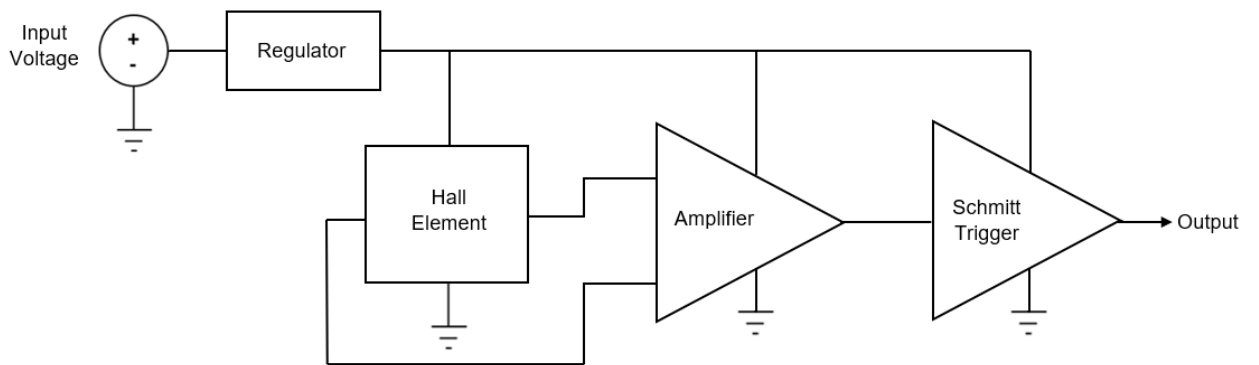 Input
Voltage
+
-
Regulator
Hall
Element
Amplifier
Schmitt
Trigger
Output